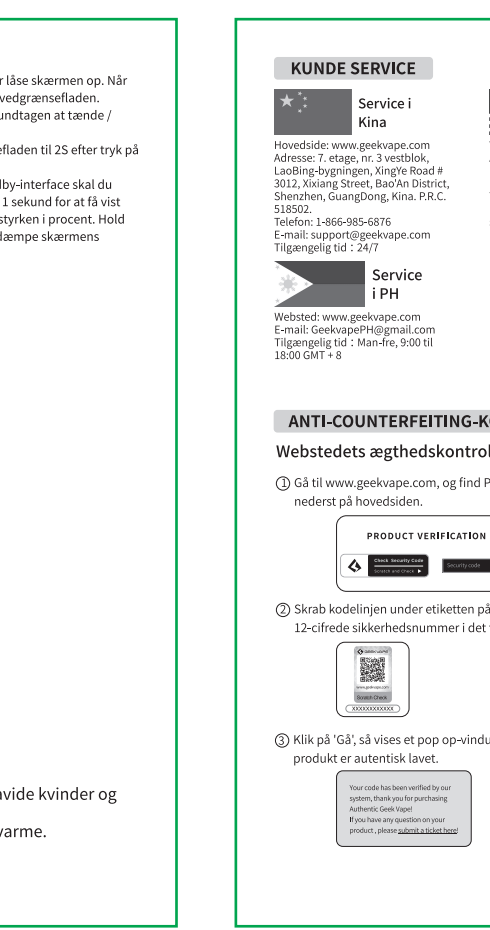 r låse skærmen op. Når
vedgrænsefladen.
undtagen at tænde /
efladen til 2S efter tryk på
dby-interface skal du
1 sekund for at få vist
styrken i procent. Hold
dæmpe skærmens
avide kvinder og
varme.
KUNDE SERVICE
Service i
Kina
Hovedside: www.geekvape.com
Adresse: 7. etage, nr. 3 vestblok,
LaoBing-bygningen, XingYe Road #
3012, Xixiang Street, Bao'An District,
Shenzhen, GuangDong, Kina. P.R.C.
518502.
Telefon: 1-866-985-6876
E-mail: support@geekvape.com
Tilgængelig tid：24/7
Service
i PH
Websted: www.geekvape.com
E-mail: GeekvapePH@gmail.com
Tilgængelig tid：Man-fre, 9:00 til
18:00 GMT + 8
ANTI-COUNTERFEITING-KO
Webstedets ægthedskontrol
① Gå til www.geekvape.com, og find P
nederst på hovedsiden.
PRODUCT VERIFICATION
Check Security Code
Scratch and Check
Security code
② Skrab kodelinjen under etiketten på
12-cifrede sikkerhedsnummer i det
GEEKVAPE
www.geekvape.com
Scratch Check
XXXXXXXXXXXX
③ Klik på 'Gå', så vises et pop op-vindu
produkt er autentisk lavet.
Your code has been verified by our
system, thank you for purchasing
Authentic Geek Vape!
If you have any question on your
product , please submit a ticket here!